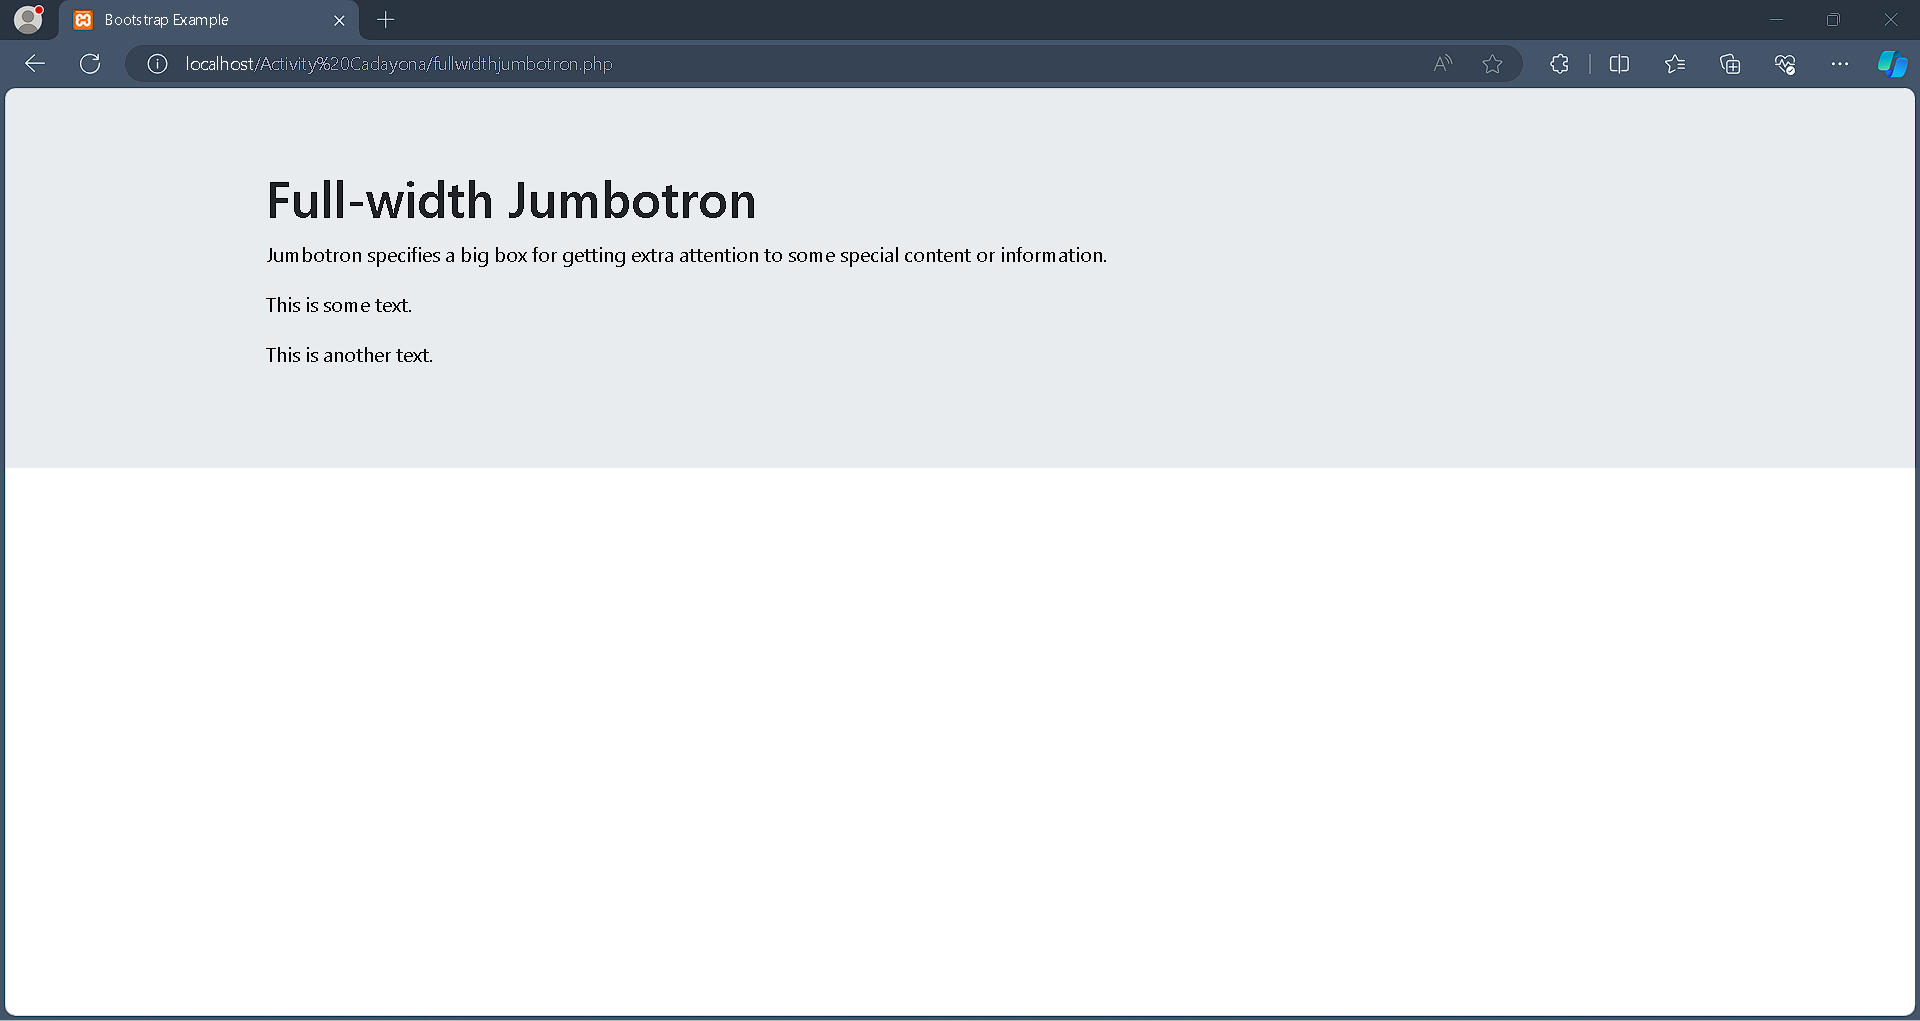 Bootstrap Example
localhost/Activity%20Cadayona/fullwidthjumbotron.php
Full-width Jumbotron
Jumbotron specifies a big box for getting extra attention to some special content or information.
This is some text.
This is another text.